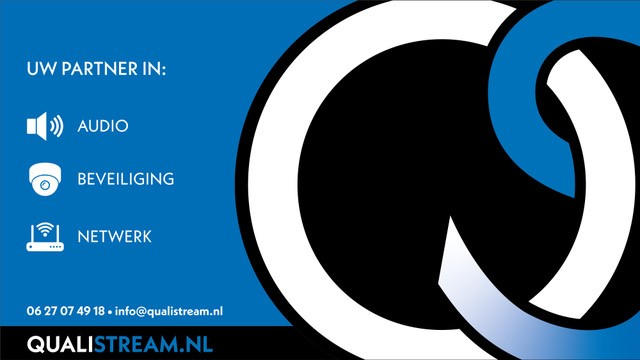 UW PARTNER IN:
AUDIO
BEVEILIGING
NETWERK
06 27 07 49 18 • info@qualistream.nl
QUALISTREAM.NL